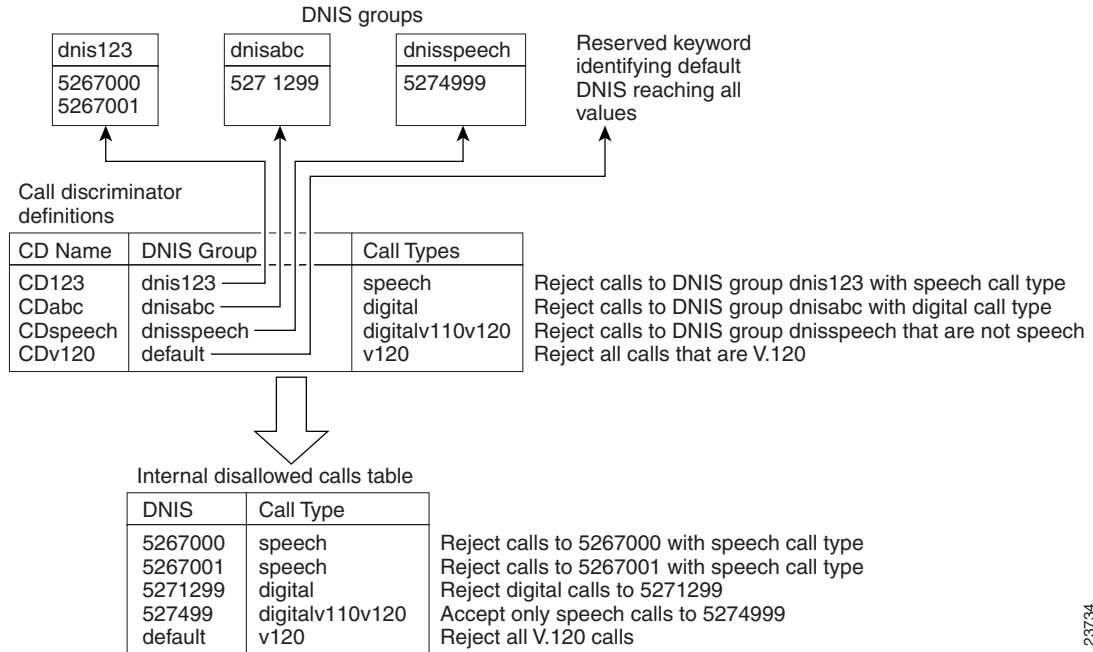 DNIS groups
dnis123
5267000
5267001
dnisabc
527 1299
dnisspeech
5274999
Reserved keyword
identifying default
DNIS reaching all
values
Call discriminator
definitions
CD Name DNIS Group Call Types
CD123 dnis123 speech Reject calls to DNIS group dnis123 with speech call type
CDabc dnisabc digital Reject calls to DNIS group dnisabc with digital call type
CDspeech dnisspeech digitalv110v120 Reject calls to DNIS group dnisspeech that are not speech
CDv120 default v120 Reject all calls that are V.120
Internal disallowed calls table
DNIS Call Type
5267000 speech Reject calls to 5267000 with speech call type
5267001 speech Reject calls to 5267001 with speech call type
5271299 digital Reject digital calls to 5271299
527499 digitalv110v120 Accept only speech calls to 5274999
default v120 Reject all V.120 calls
23734